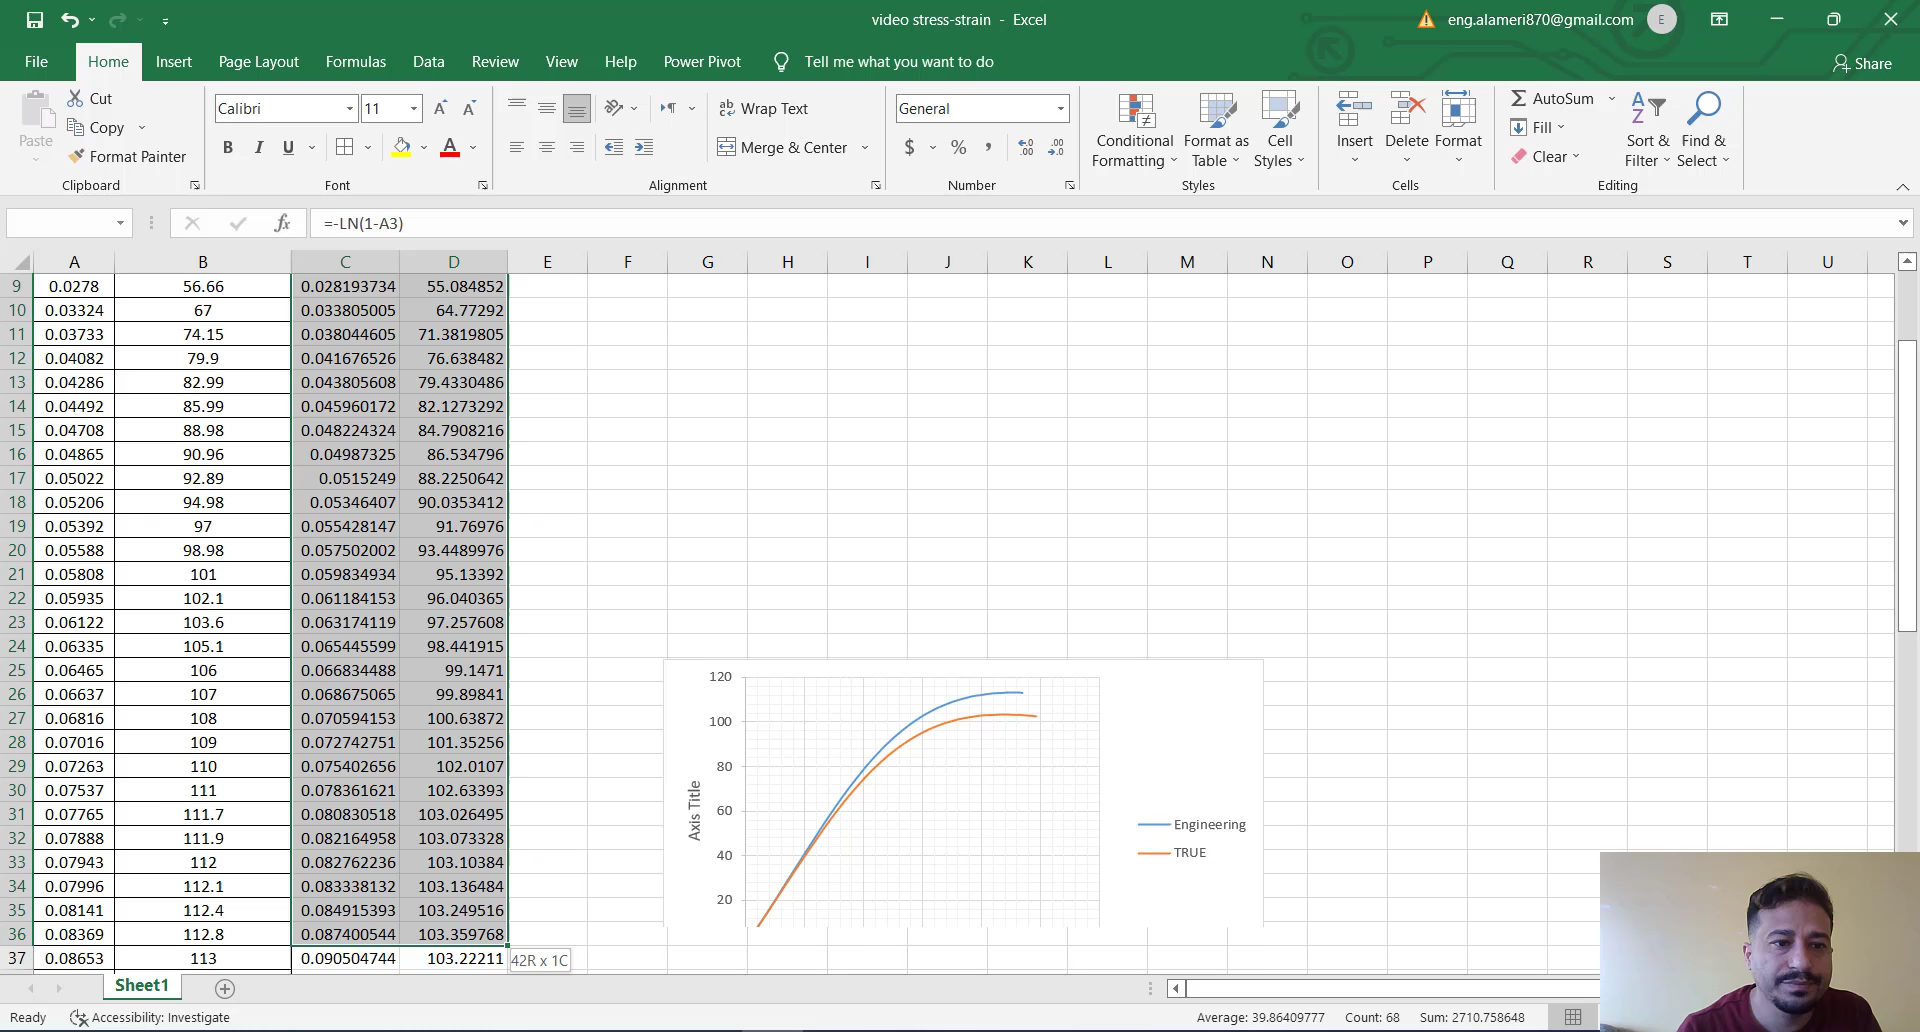 video stress-strain - Excel
eng.alameri870@gmail.com
E
File Home Insert Page Layout Formulas Data Review View Help Power Pivot Tell me what you want to do
Share
Paste
Cut
Copy
Format Painter
Clipboard
Calibri 11
B I U
Font
Wrap Text
Merge & Center
Alignment
General
$ % ,
Number
Conditional Formatting
Format as Table
Cell Styles
Styles
Insert
Delete
Format
Cells
AutoSum
Fill
Clear
Sort & Filter
Find & Select
Editing
fx =-LN(1-A3)
A B C D E F G H I J K L M N O P Q R S T U
9 0.0278 56.66 0.028193734 55.084852
10 0.03324 67 0.033805005 64.77292
11 0.03733 74.15 0.038044605 71.3819805
12 0.04082 79.9 0.041676526 76.638482
13 0.04286 82.99 0.043805608 79.4330486
14 0.04492 85.99 0.045960172 82.1273292
15 0.04708 88.98 0.048224324 84.7908216
16 0.04865 90.96 0.04987325 86.534796
17 0.05022 92.89 0.0515249 88.2250642
18 0.05206 94.98 0.05346407 90.0353412
19 0.05392 97 0.055428147 91.76976
20 0.05588 98.98 0.057502002 93.4489976
21 0.05808 101 0.059834934 95.13392
22 0.05935 102.1 0.061184153 96.040365
23 0.06122 103.6 0.063174119 97.257608
24 0.06335 105.1 0.065445599 98.441915
25 0.06465 106 0.066834488 99.1471
26 0.06637 107 0.068675065 99.89841
27 0.06816 108 0.070594153 100.63872
28 0.07016 109 0.072742751 101.35256
29 0.07263 110 0.075402656 102.0107
30 0.07537 111 0.078361621 102.63393
31 0.07765 111.7 0.080830518 103.026495
32 0.07888 111.9 0.082164958 103.073328
33 0.07943 112 0.082762236 103.10384
34 0.07996 112.1 0.083338132 103.136484
35 0.08141 112.4 0.084915393 103.249516
36 0.08369 112.8 0.087400544 103.359768
37 0.08653 113 0.090504744 103.22211
42R x 1C
120
100
80
60
40
20
Axis Title
Engineering
TRUE
Sheet1
Ready
Accessibility: Investigate
Average: 39.86409777 Count: 68 Sum: 2710.758648